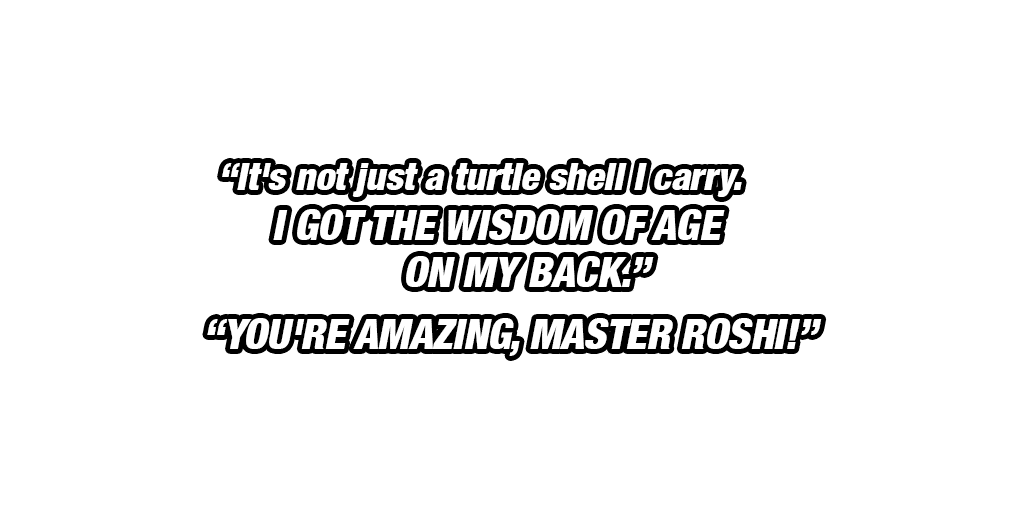 “It's not just a turtle shell I carry.
I GOT THE WISDOM OF AGE
ON MY BACK.”
“YOU'RE AMAZING, MASTER ROSHI!”